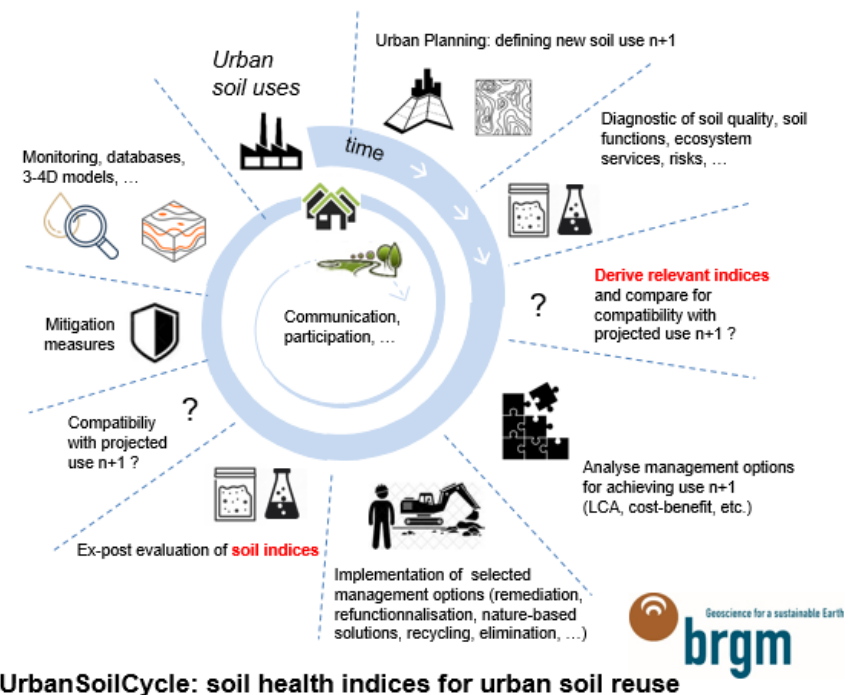 Urban
soil uses
Urban Planning: defining new soil use n+1
time
Diagnostic of soil quality, soil
functions, ecosystem
services, risks, …
Derive relevant indices
and compare for
compatibility with
projected use n+1 ?
?
Analyse management options
for achieving use n+1
(LCA, cost-benefit, etc.)
Implementation of selected
management options (remediation,
refunctionnalisation, nature-based
solutions, recycling, elimination, …)
Ex-post evaluation of soil indices
Compatibiliy
with projected
use n+1 ?
?
Mitigation
measures
Monitoring, databases,
3-4D models, …
Communication,
participation, …
Geoscience for a sustainable Earth
brgm
UrbanSoilCycle: soil health indices for urban soil reuse